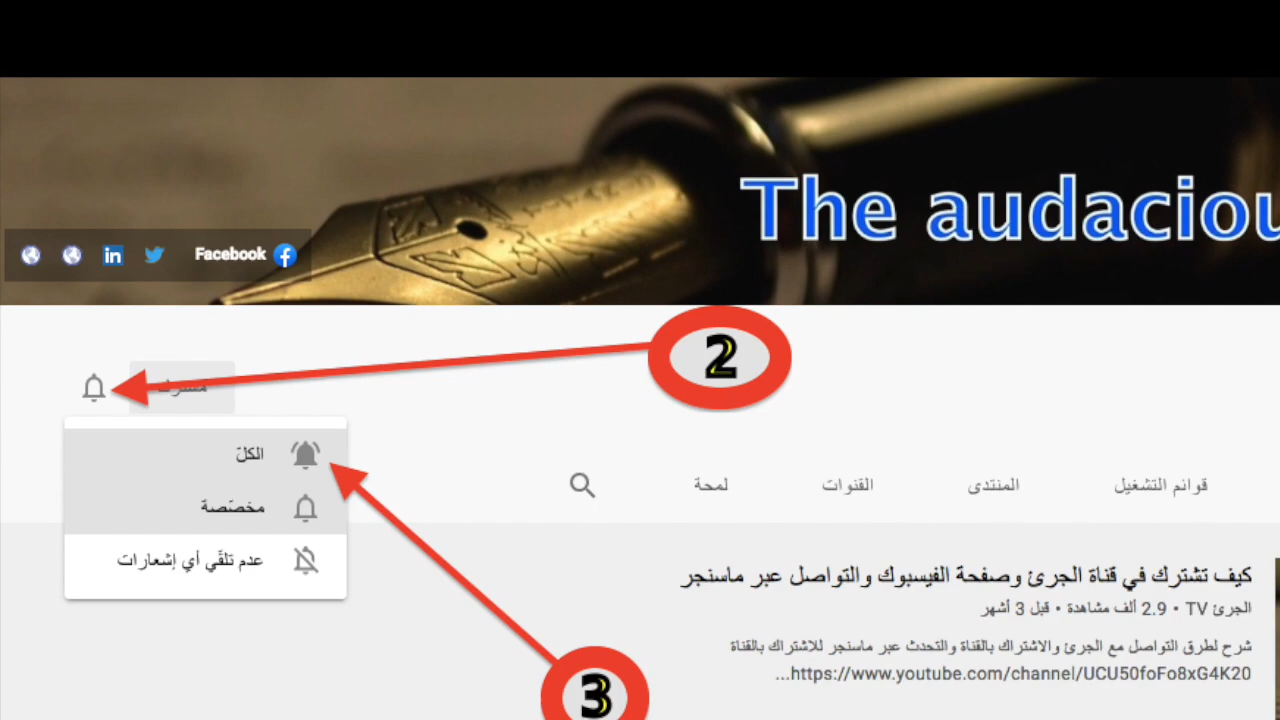 The audaciou
Facebook
2
مشترك
الكلّ
مخصّصة
عدم تلقّي أي إشعارات
قوائم التشغيل
المنتدى
القنوات
لمحة
كيف تشترك في قناة الجرئ وصفحة الفيسبوك والتواصل عبر ماسنجر
الجرئ TV • 2.9 ألف مشاهدة • قبل 3 أشهر
شرح لطرق التواصل مع الجرئ والاشتراك بالقناة والتحدث عبر ماسنجر للاشتراك بالقناة
https://www.youtube.com/channel/UCU50foFo8xG4K20...
3